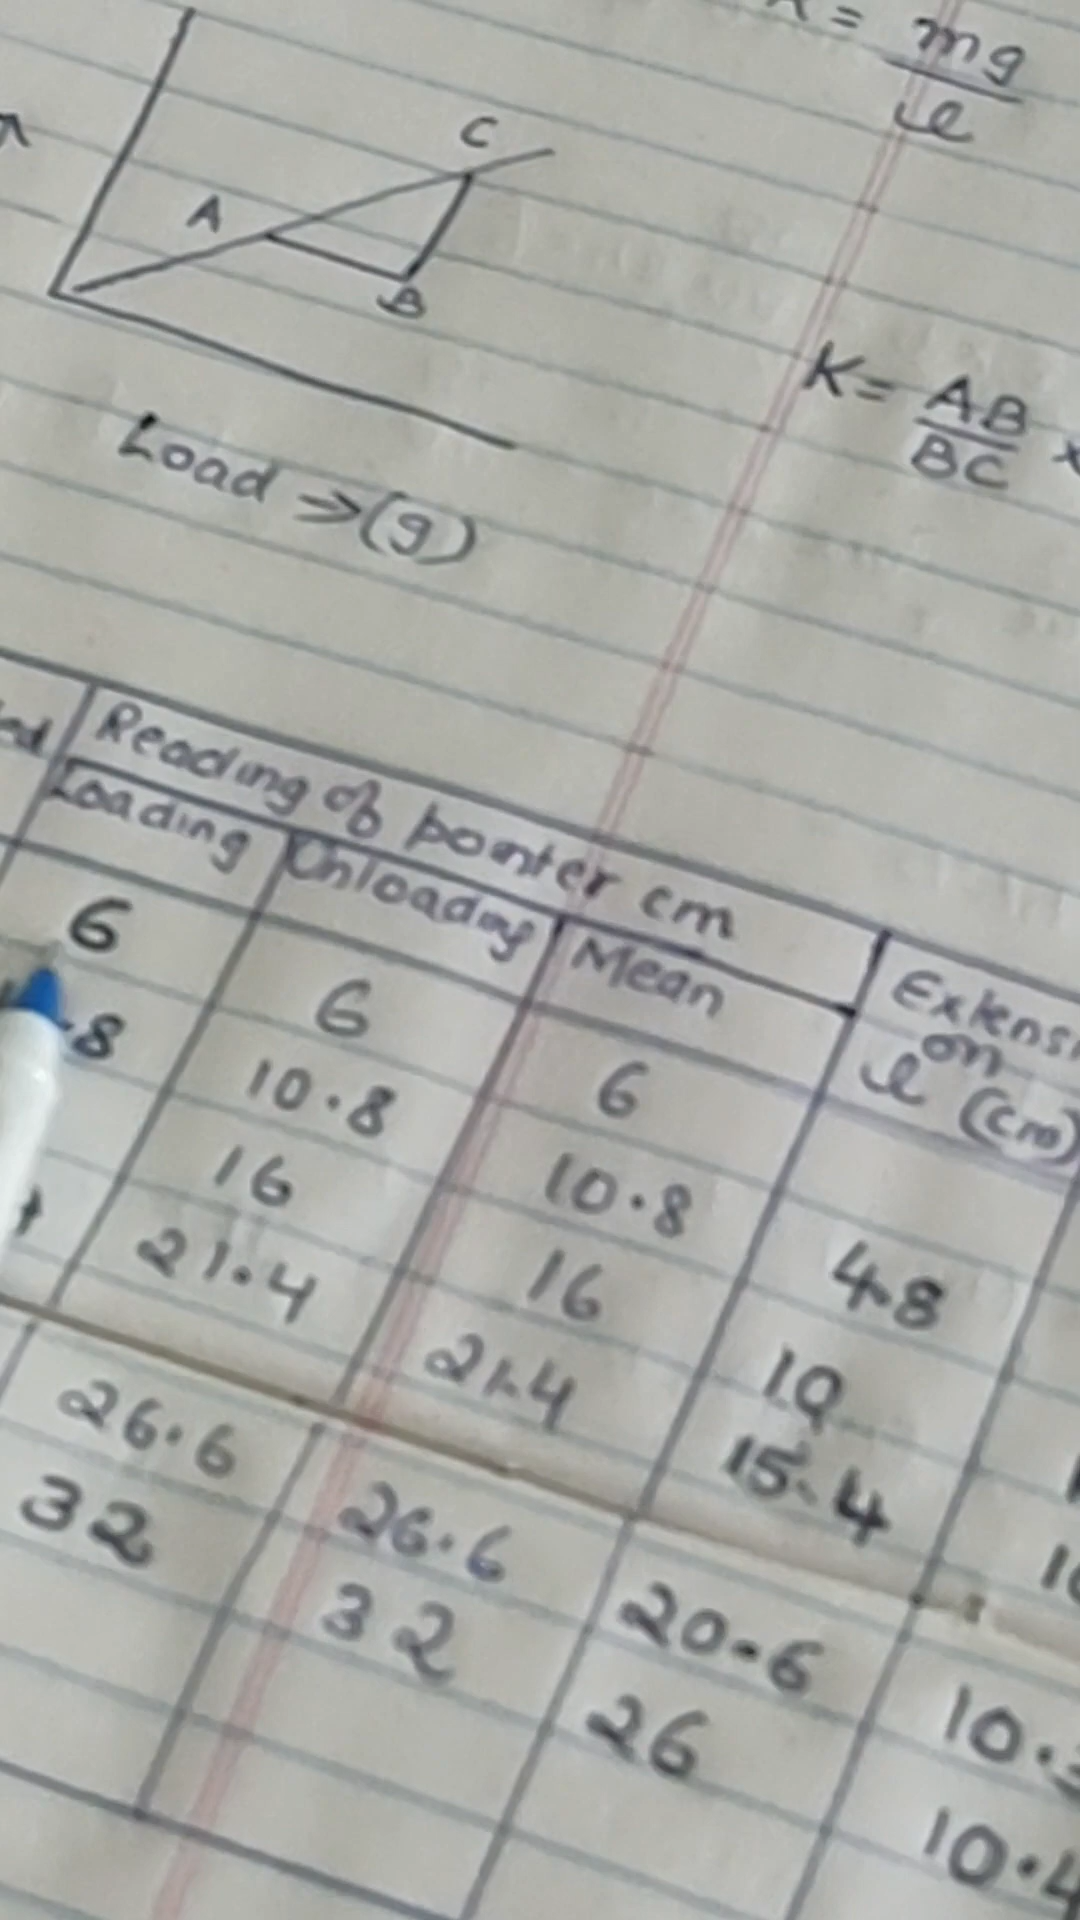 = mg
l
C
A
B
Load → (g)
K = AB
BC
Reading of pointer cm
Loading Unloading Mean Extensi
on
l (cm)
6 6 6
.8 10.8 10.8 4.8
16 16 10
21.4 21.4 15.4
26.6 26.6 20.6 10.
32 32 26 10.4